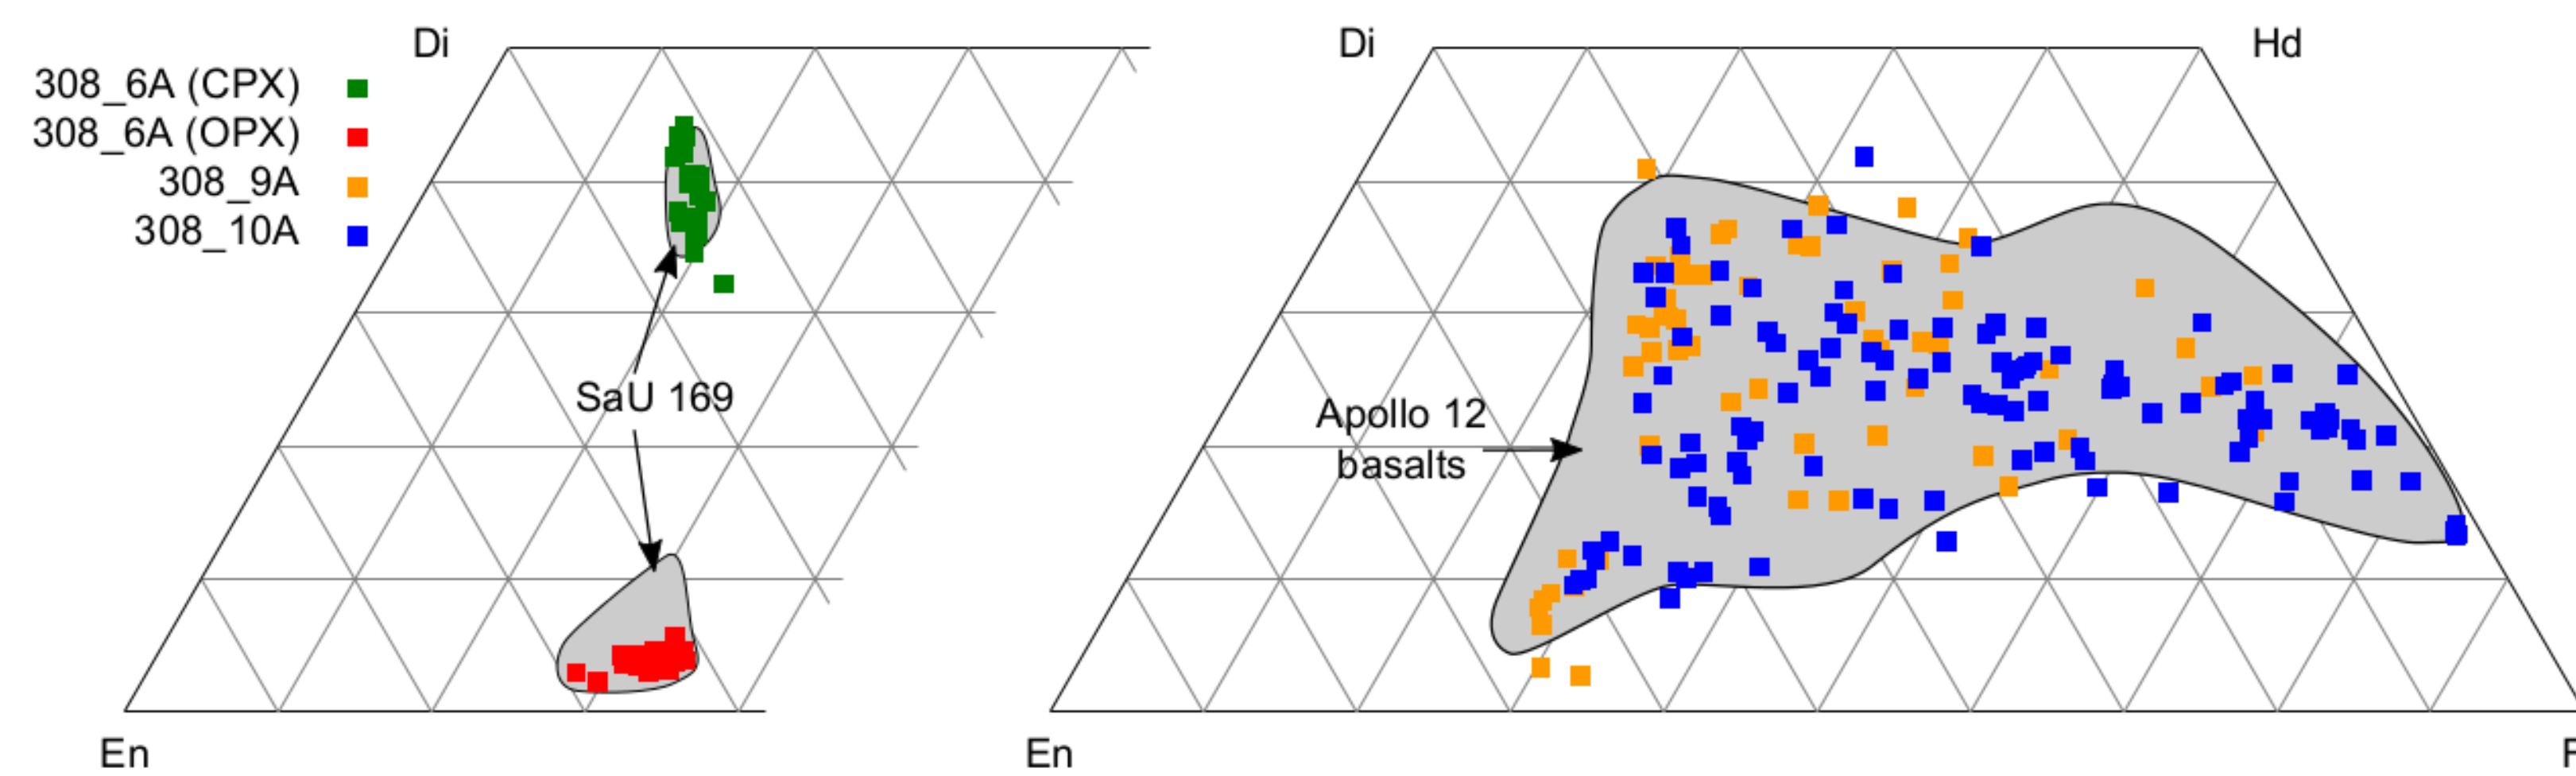 Di
308_6A (CPX)
308_6A (OPX)
308_9A
308_10A
SaU 169
En
Di
Hd
Apollo 12
basalts
En